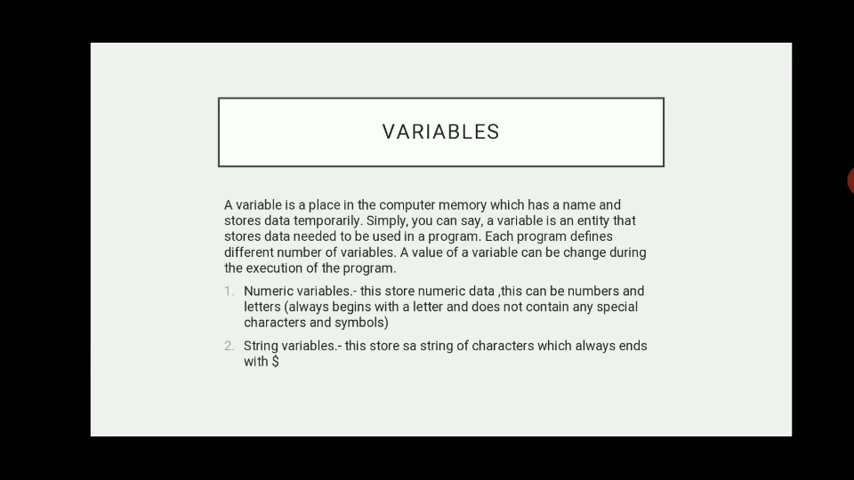 VARIABLES
A variable is a place in the computer memory which has a name and
stores data temporarily. Simply, you can say, a variable is an entity that
stores data needed to be used in a program. Each program defines
different number of variables. A value of a variable can be change during
the execution of the program.
1. Numeric variables.- this store numeric data ,this can be numbers and
letters (always begins with a letter and does not contain any special
characters and symbols)
2. String variables.- this store sa string of characters which always ends
with $